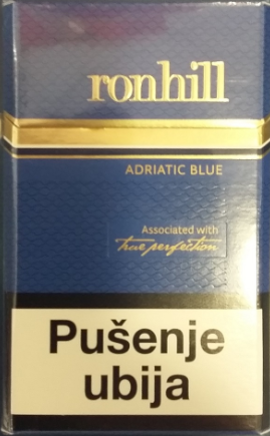 ronhill
ADRIATIC BLUE
Associated with
true perfection
Pušenje
ubija